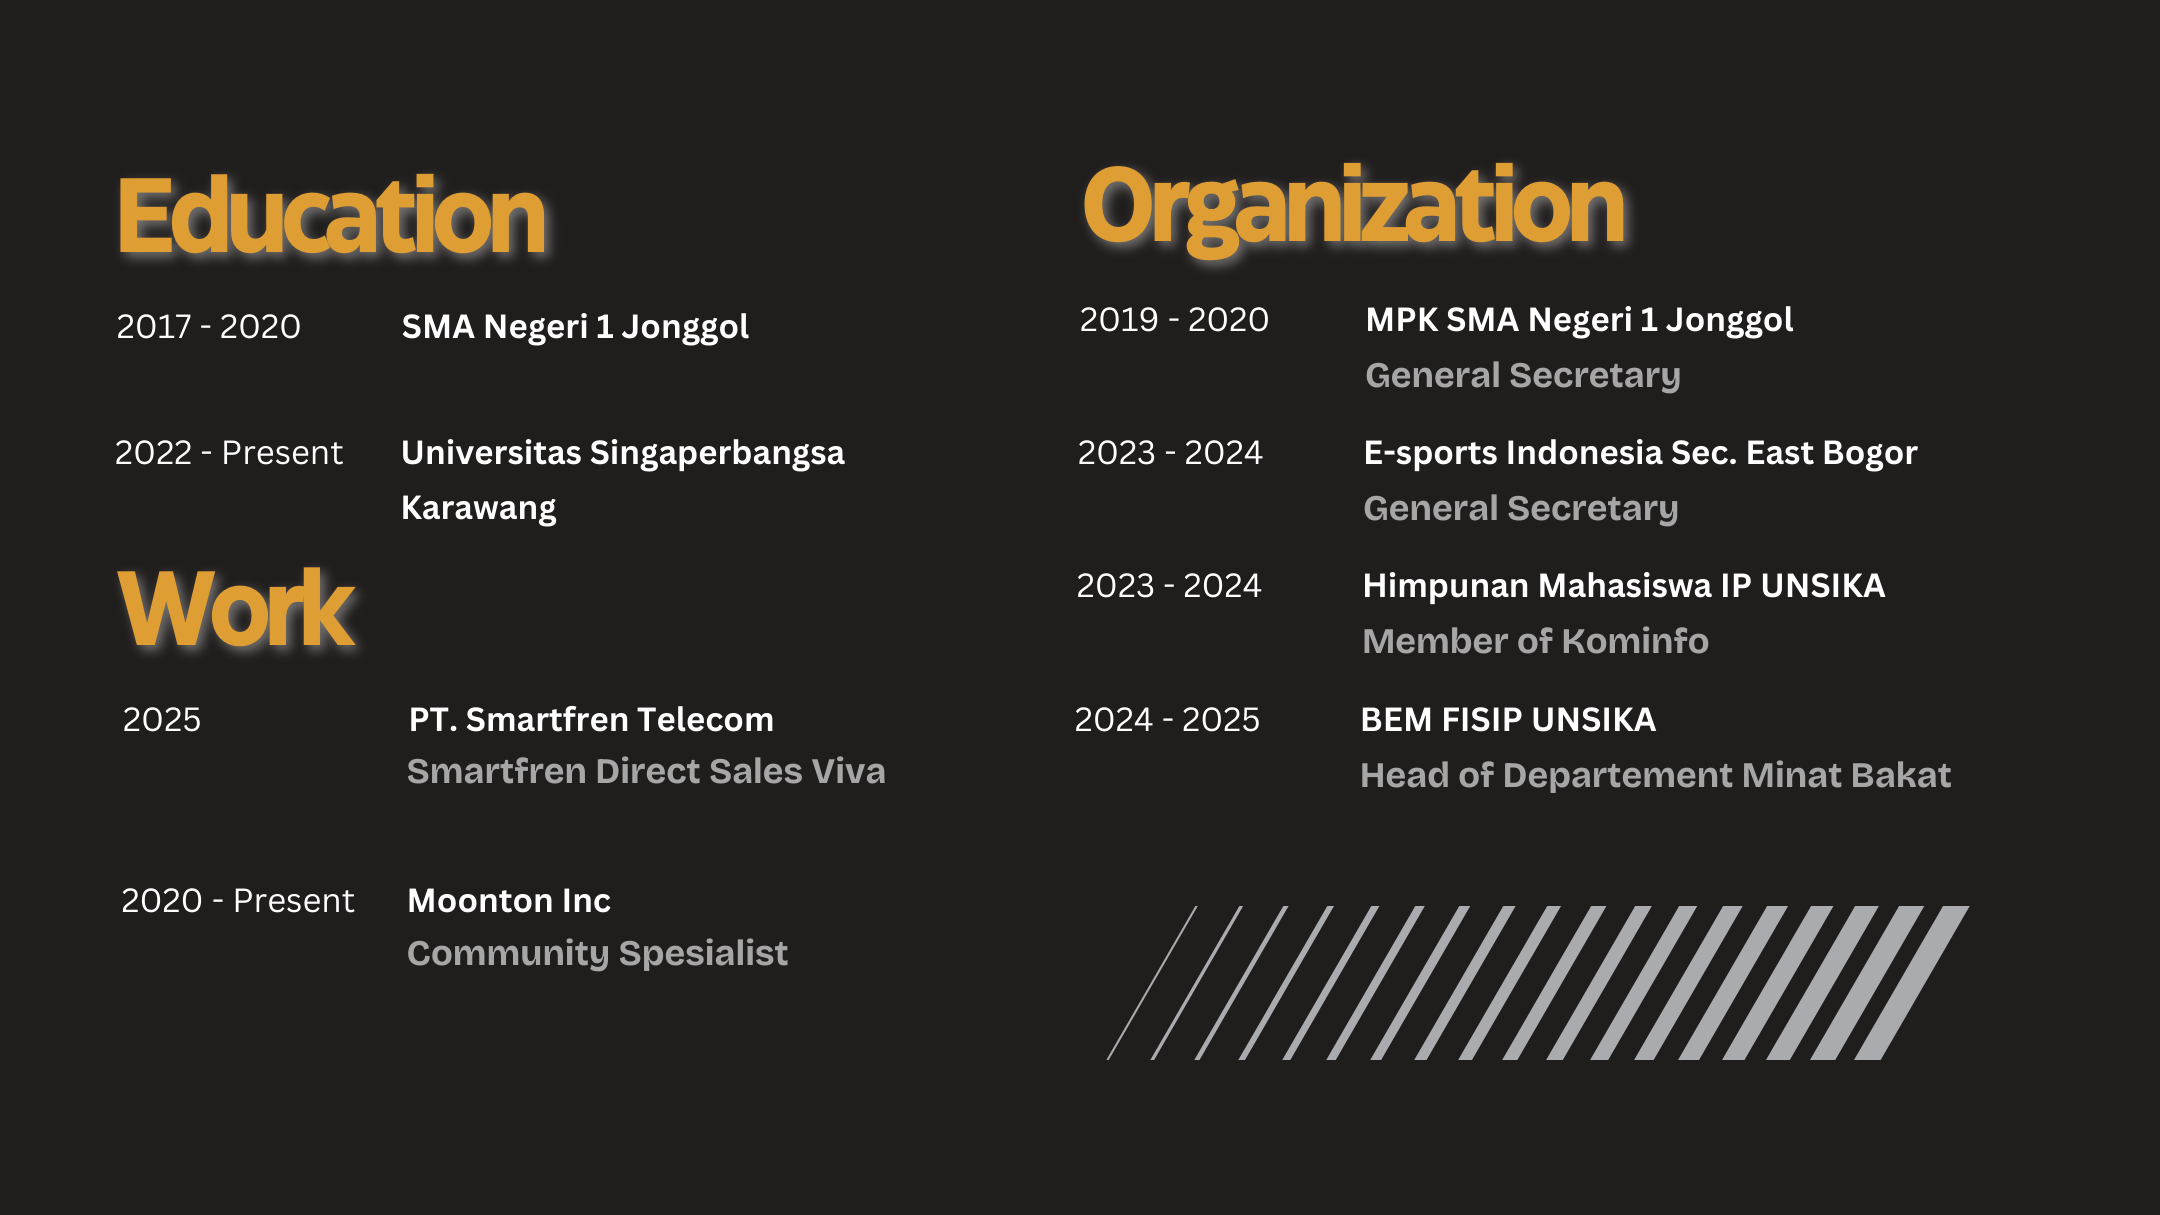 Education
2017 - 2020 SMA Negeri 1 Jonggol
2022 - Present Universitas Singaperbangsa
Karawang
Work
2025 PT. Smartfren Telecom
Smartfren Direct Sales Viva
2020 - Present Moonton Inc
Community Spesialist
Organization
2019 - 2020 MPK SMA Negeri 1 Jonggol
General Secretary
2023 - 2024 E-sports Indonesia Sec. East Bogor
General Secretary
2023 - 2024 Himpunan Mahasiswa IP UNSIKA
Member of Kominfo
2024 - 2025 BEM FISIP UNSIKA
Head of Departement Minat Bakat